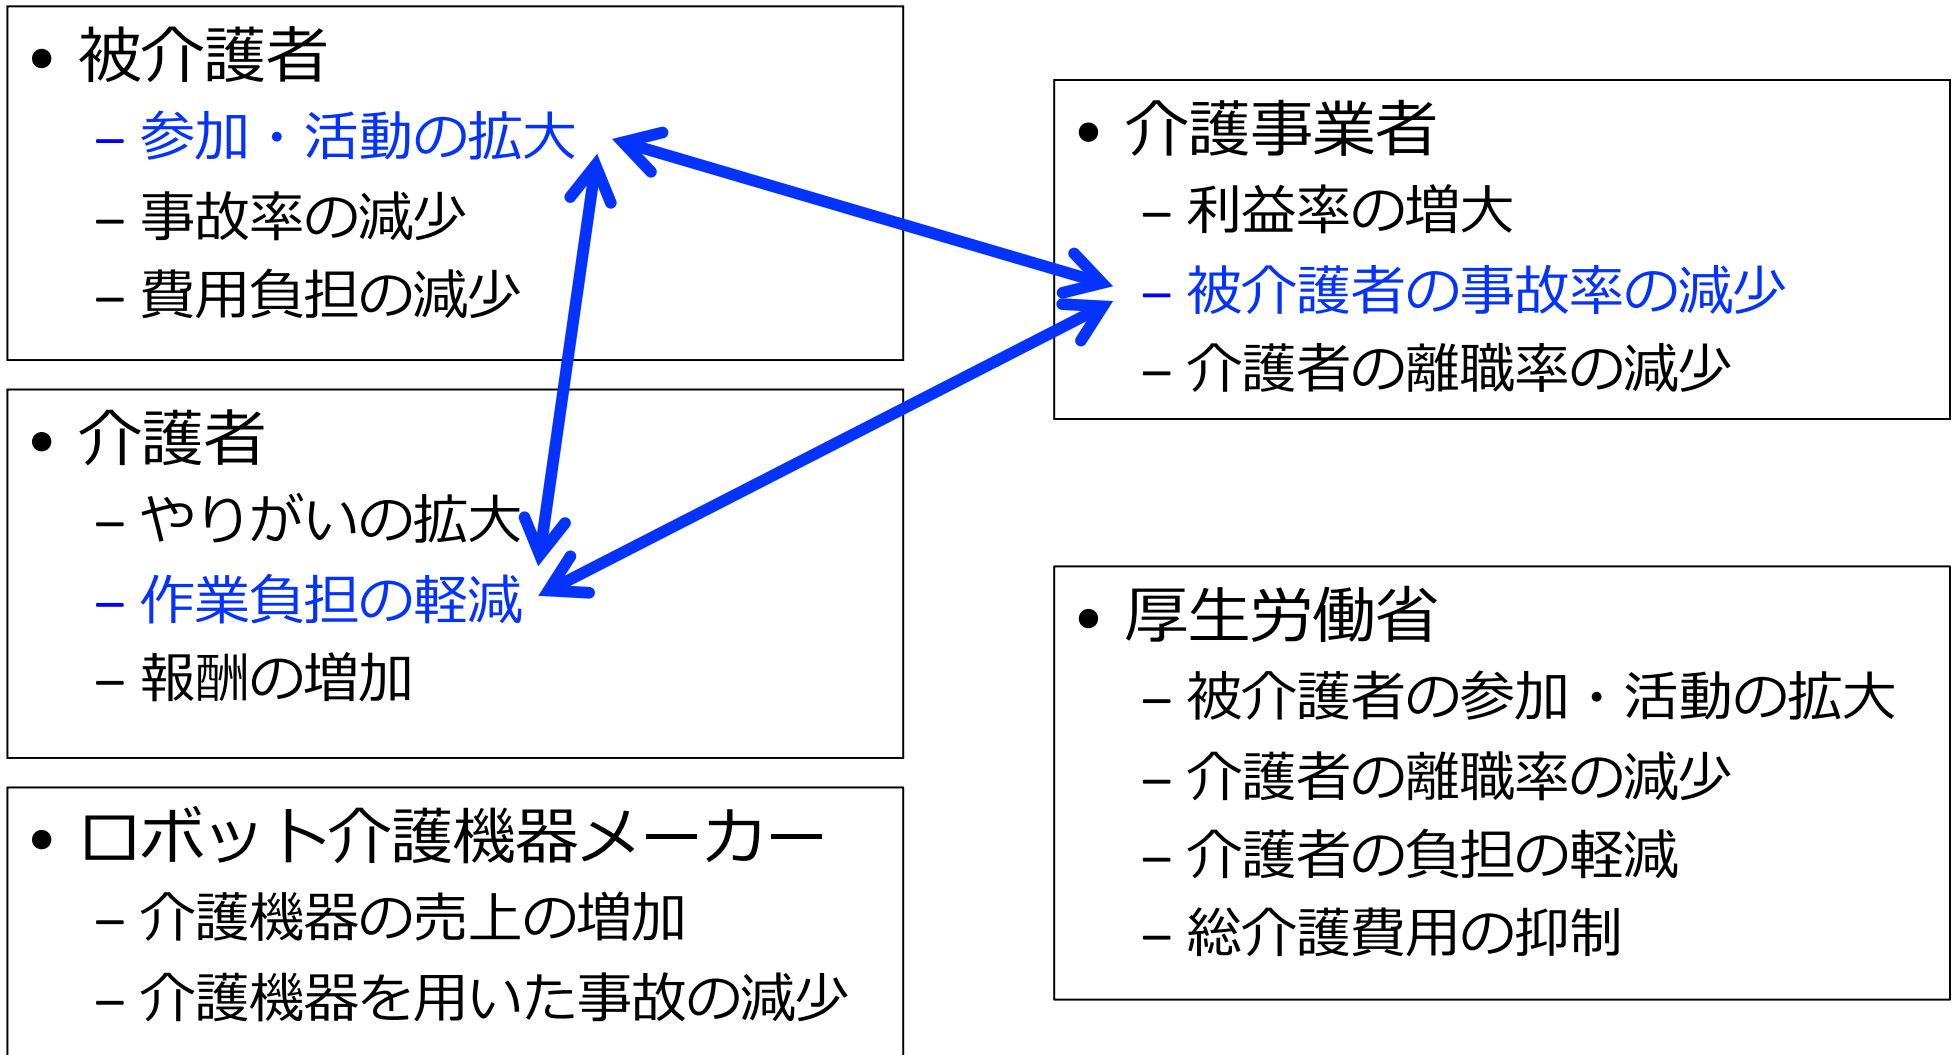 • 被介護者
– 参加・活動の拡大
– 事故率の減少
– 費用負担の減少
• 介護者
– やりがいの拡大
– 作業負担の軽減
– 報酬の増加
• ロボット介護機器メーカー
– 介護機器の売上の増加
– 介護機器を用いた事故の減少
• 介護事業者
– 利益率の増大
– 被介護者の事故率の減少
– 介護者の離職率の減少
• 厚生労働省
– 被介護者の参加・活動の拡大
– 介護者の離職率の減少
– 介護者の負担の軽減
– 総介護費用の抑制